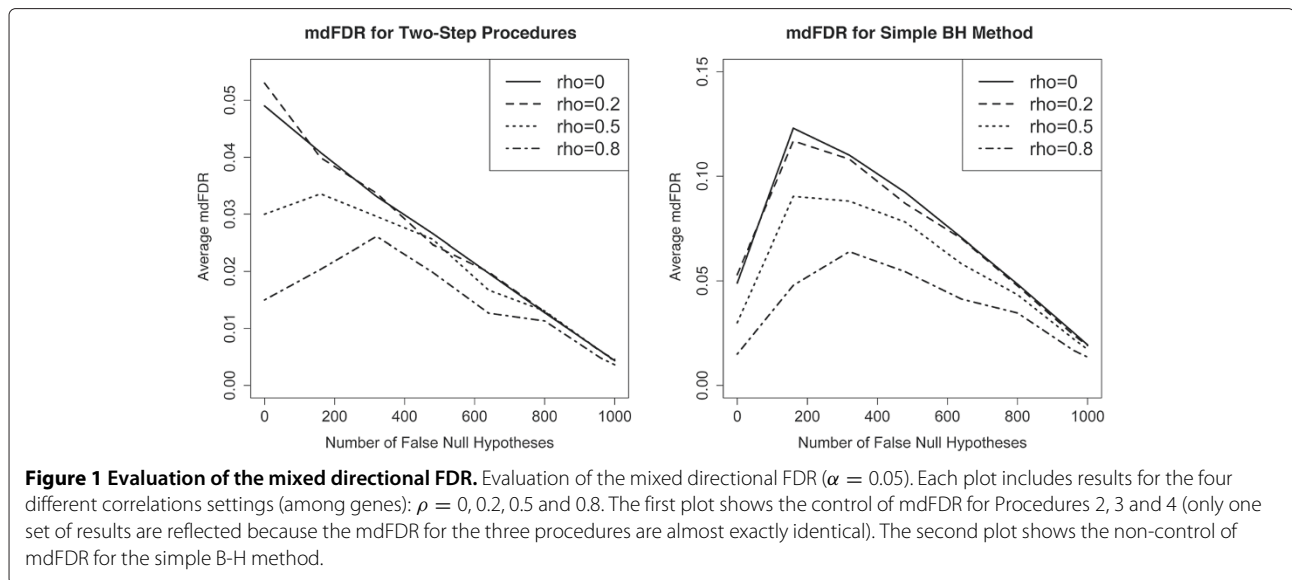 mdFDR for Two-Step Procedures
Average mdFDR
0.00 0.01 0.02 0.03 0.04 0.05
rho=0
rho=0.2
rho=0.5
rho=0.8
0 200 400 600 800 1000
Number of False Null Hypotheses
mdFDR for Simple BH Method
Average mdFDR
0.00 0.05 0.10 0.15
rho=0
rho=0.2
rho=0.5
rho=0.8
0 200 400 600 800 1000
Number of False Null Hypotheses
Figure 1 Evaluation of the mixed directional FDR. Evaluation of the mixed directional FDR (α = 0.05). Each plot includes results for the four
different correlations settings (among genes): ρ = 0, 0.2, 0.5 and 0.8. The first plot shows the control of mdFDR for Procedures 2, 3 and 4 (only one
set of results are reflected because the mdFDR for the three procedures are almost exactly identical). The second plot shows the non-control of
mdFDR for the simple B-H method.